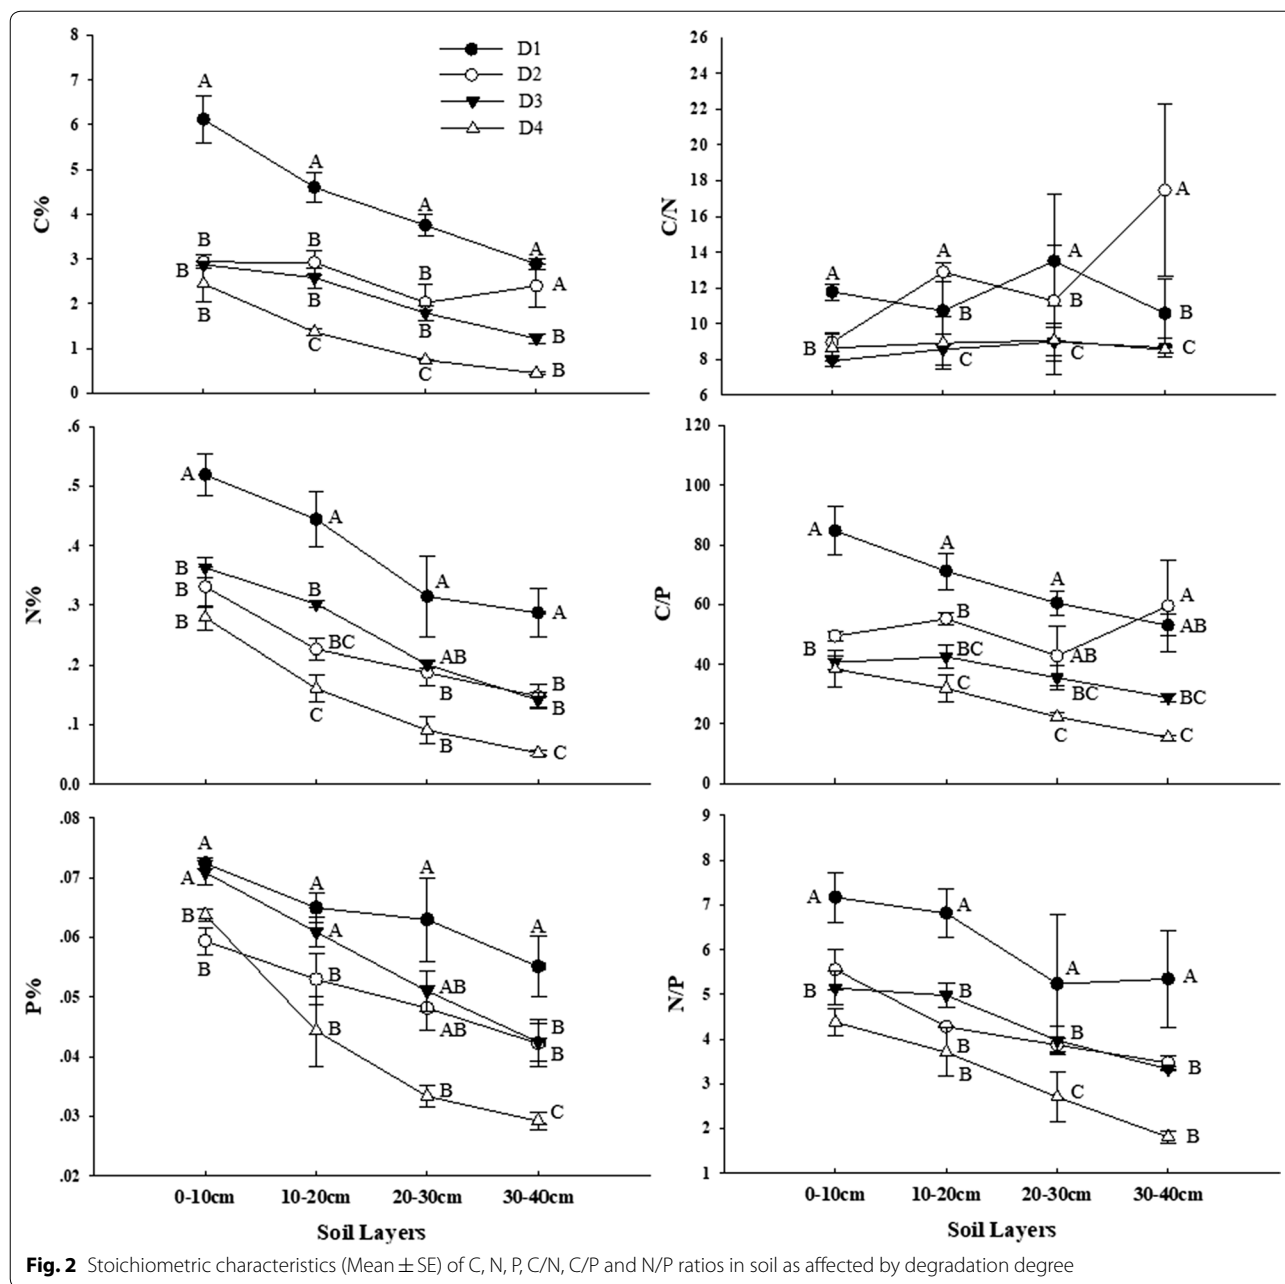 8
7
6
5
4
3
2
1
0
C%
D1
D2
D3
D4
A
A
A
A
B
B
B
A
B
B
B
B
B
C
C
B
26
24
22
20
18
16
14
12
10
8
6
C/N
A
A
A
A
B
B
B
B
C
C
C
.6
.5
.4
.3
.2
.1
0.0
N%
A
A
A
A
B
B
AB
B
B
BC
B
B
B
C
B
C
120
100
80
60
40
20
0
C/P
A
A
A
A
AB
B
AB
B
BC
BC
BC
C
C
C
.08
.07
.06
.05
.04
.03
.02
P%
A
A
A
A
A
A
AB
B
B
B
AB
B
B
B
B
C
0-10cm
10-20cm
20-30cm
30-40cm
Soil Layers
9
8
7
6
5
4
3
2
1
N/P
A
A
A
A
B
B
B
B
B
B
C
B
0-10cm
10-20cm
20-30cm
30-40cm
Soil Layers
Fig. 2 Stoichiometric characteristics (Mean ± SE) of C, N, P, C/N, C/P and N/P ratios in soil as affected by degradation degree